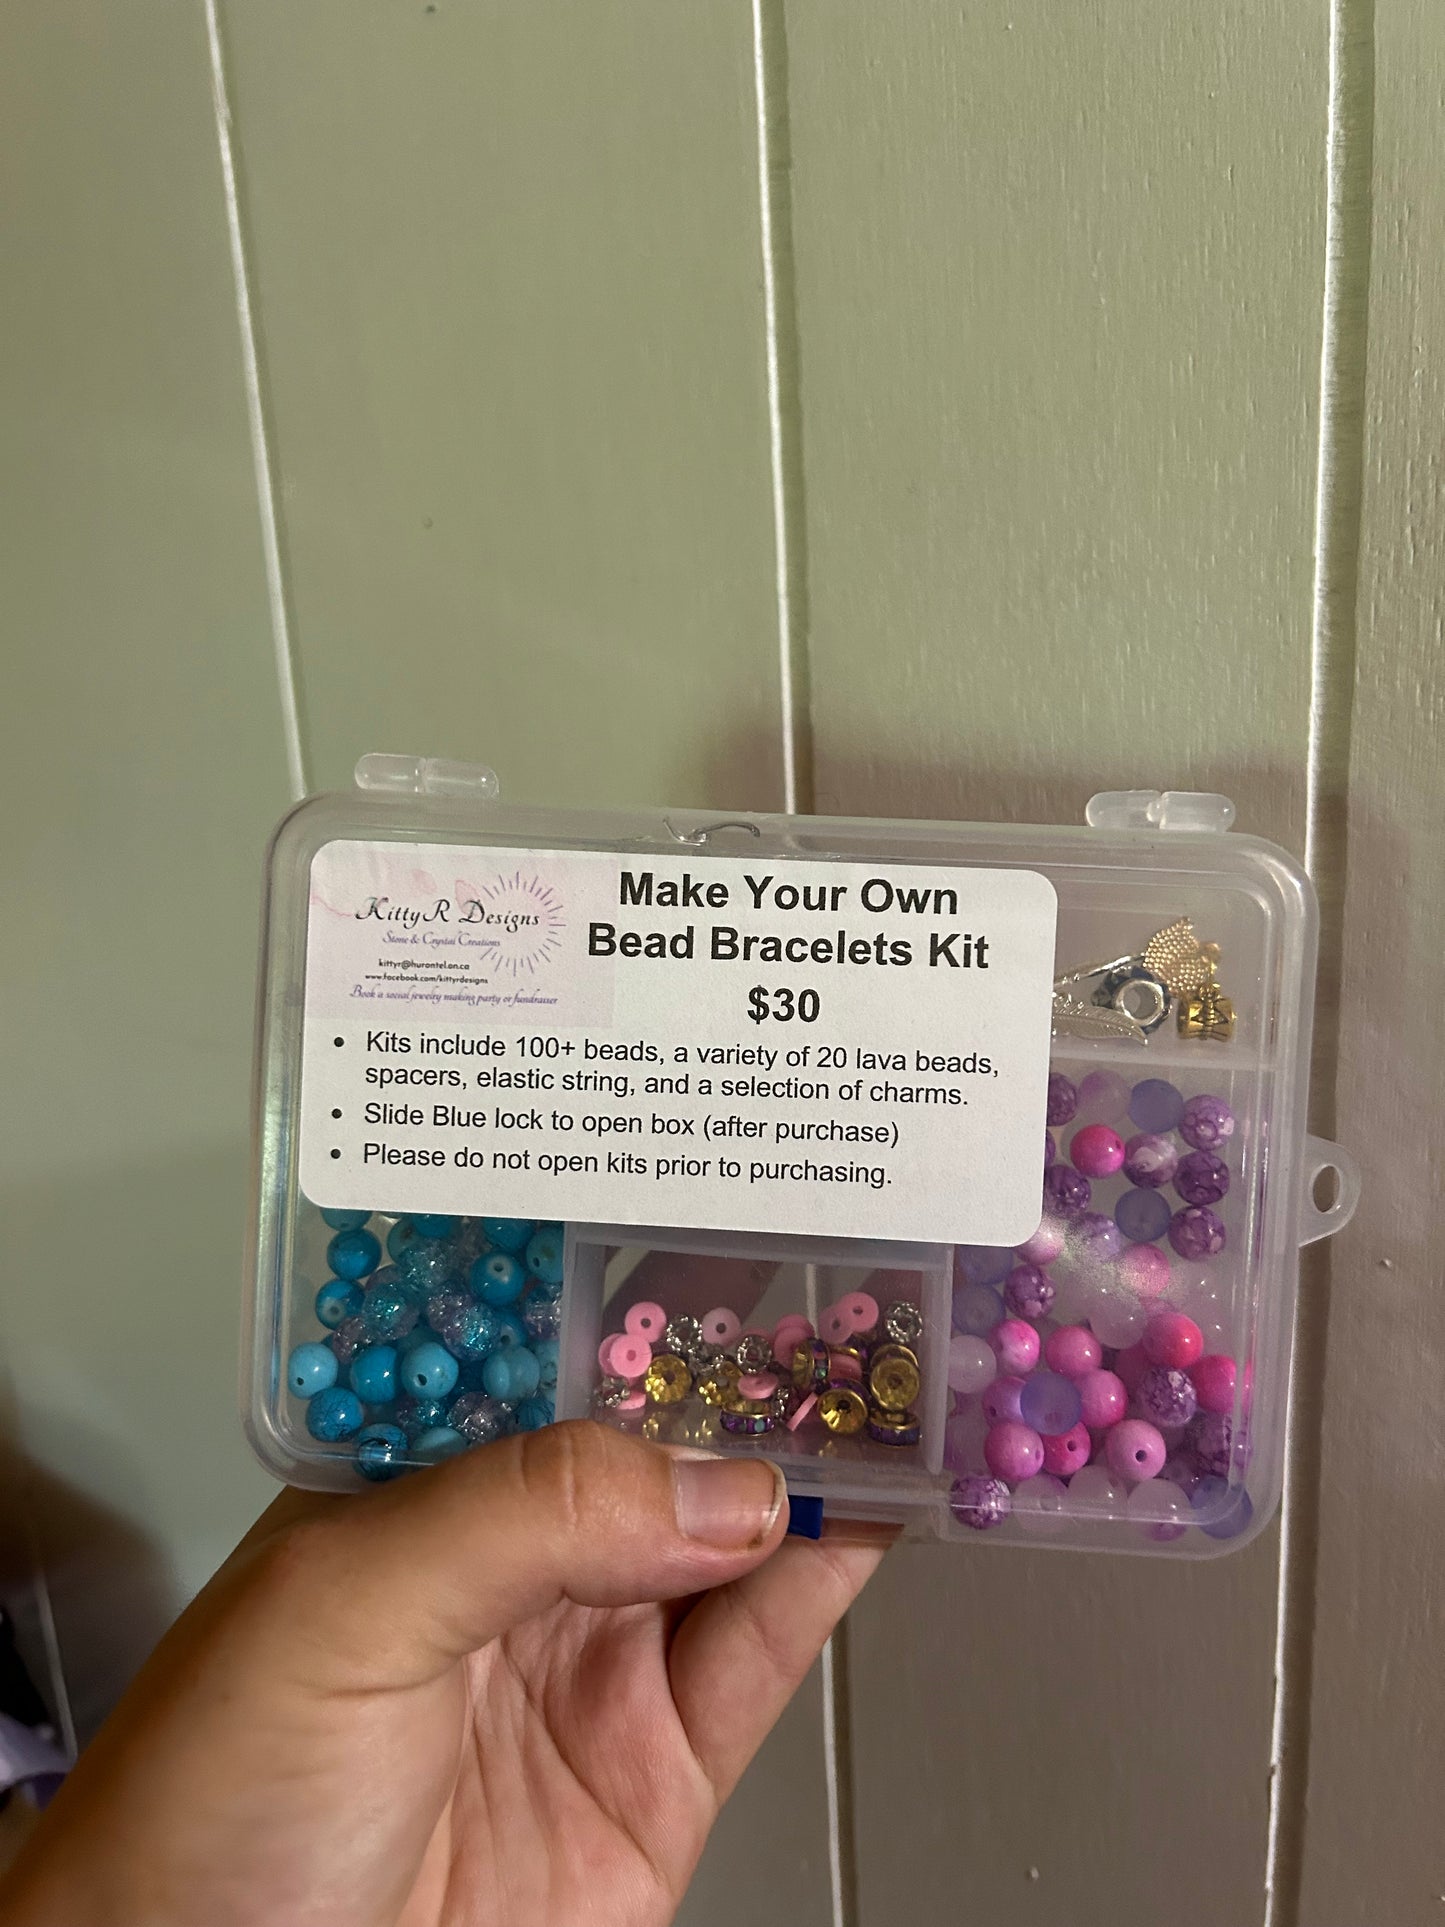 KittyR Designs
Stone & Crystal Creations
kittyr@hurontel.on.ca
www.facebook.com/kittyrdesigns
Book a social jewelry making party or fundraiser
Make Your Own
Bead Bracelets Kit
$30
• Kits include 100+ beads, a variety of 20 lava beads,
spacers, elastic string, and a selection of charms.
• Slide Blue lock to open box (after purchase)
• Please do not open kits prior to purchasing.